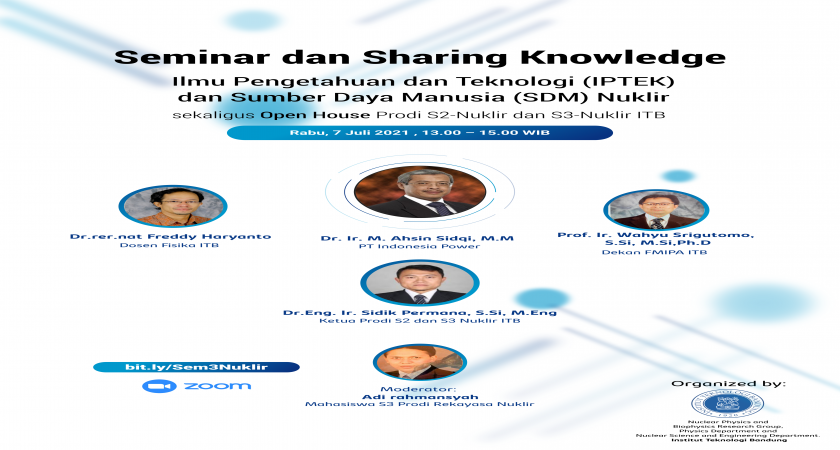 Seminar dan Sharing Knowledge
Ilmu Pengetahuan dan Teknologi (IPTEK)
dan Sumber Daya Manusia (SDM) Nuklir
sekaligus Open House Prodi S2-Nuklir dan S3-Nuklir ITB
Rabu, 7 Juli 2021 , 13.00 – 15.00 WIB
Dr.rer.nat Freddy Haryanto
Dosen Fisika ITB
Dr. Ir. M. Ahsin Sidqi, M.M
PT Indonesia Power
Prof. Ir. Wahyu Srigutomo,
S.Si, M.Si,Ph.D
Dekan FMIPA ITB
Dr.Eng. Ir. Sidik Permana, S.Si, M.Eng
Ketua Prodi S2 dan S3 Nuklir ITB
bit.ly/Sem3Nuklir
zoom
Moderator:
Adi rahmansyah
Mahasiswa S3 Prodi Rekayasa Nuklir
Organized by:
1920
Nuclear Physics and
Biophysics Research Group,
Physics Department and
Nuclear Science and Engineering Department.
Institut Teknologi Bandung